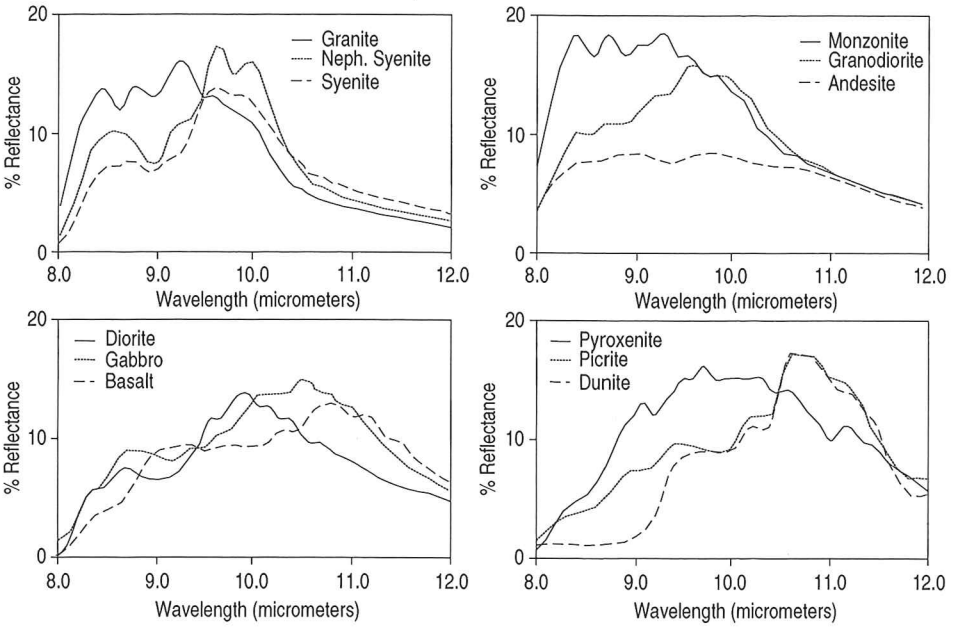 20
10
0
% Reflectance
Granite
Neph. Syenite
Syenite
8.0 9.0 10.0 11.0 12.0
Wavelength (micrometers)
20
10
0
% Reflectance
Monzonite
Granodiorite
Andesite
8.0 9.0 10.0 11.0 12.0
Wavelength (micrometers)
20
10
0
% Reflectance
Diorite
Gabbro
Basalt
8.0 9.0 10.0 11.0 12.0
Wavelength (micrometers)
20
10
0
% Reflectance
Pyroxenite
Picrite
Dunite
8.0 9.0 10.0 11.0 12.0
Wavelength (micrometers)